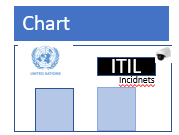 Chart
UNITED NATIONS
ITIL
Incidnets